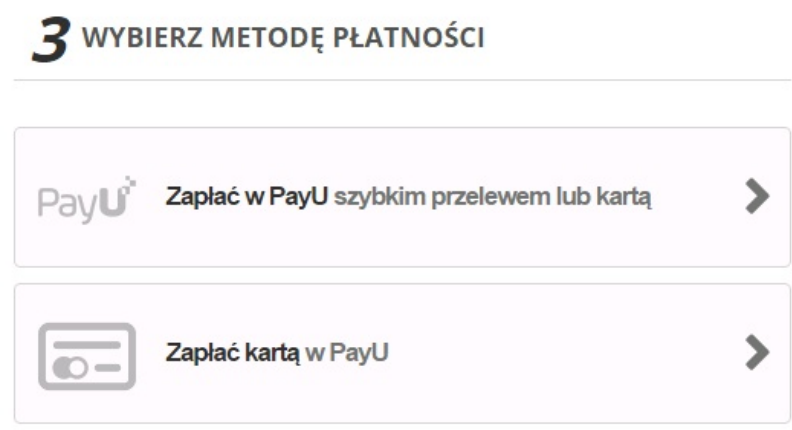 3 WYBIERZ METODĘ PŁATNOŚCI
PayU Zapłać w PayU szybkim przelewem lub kartą
Zapłać kartą w PayU